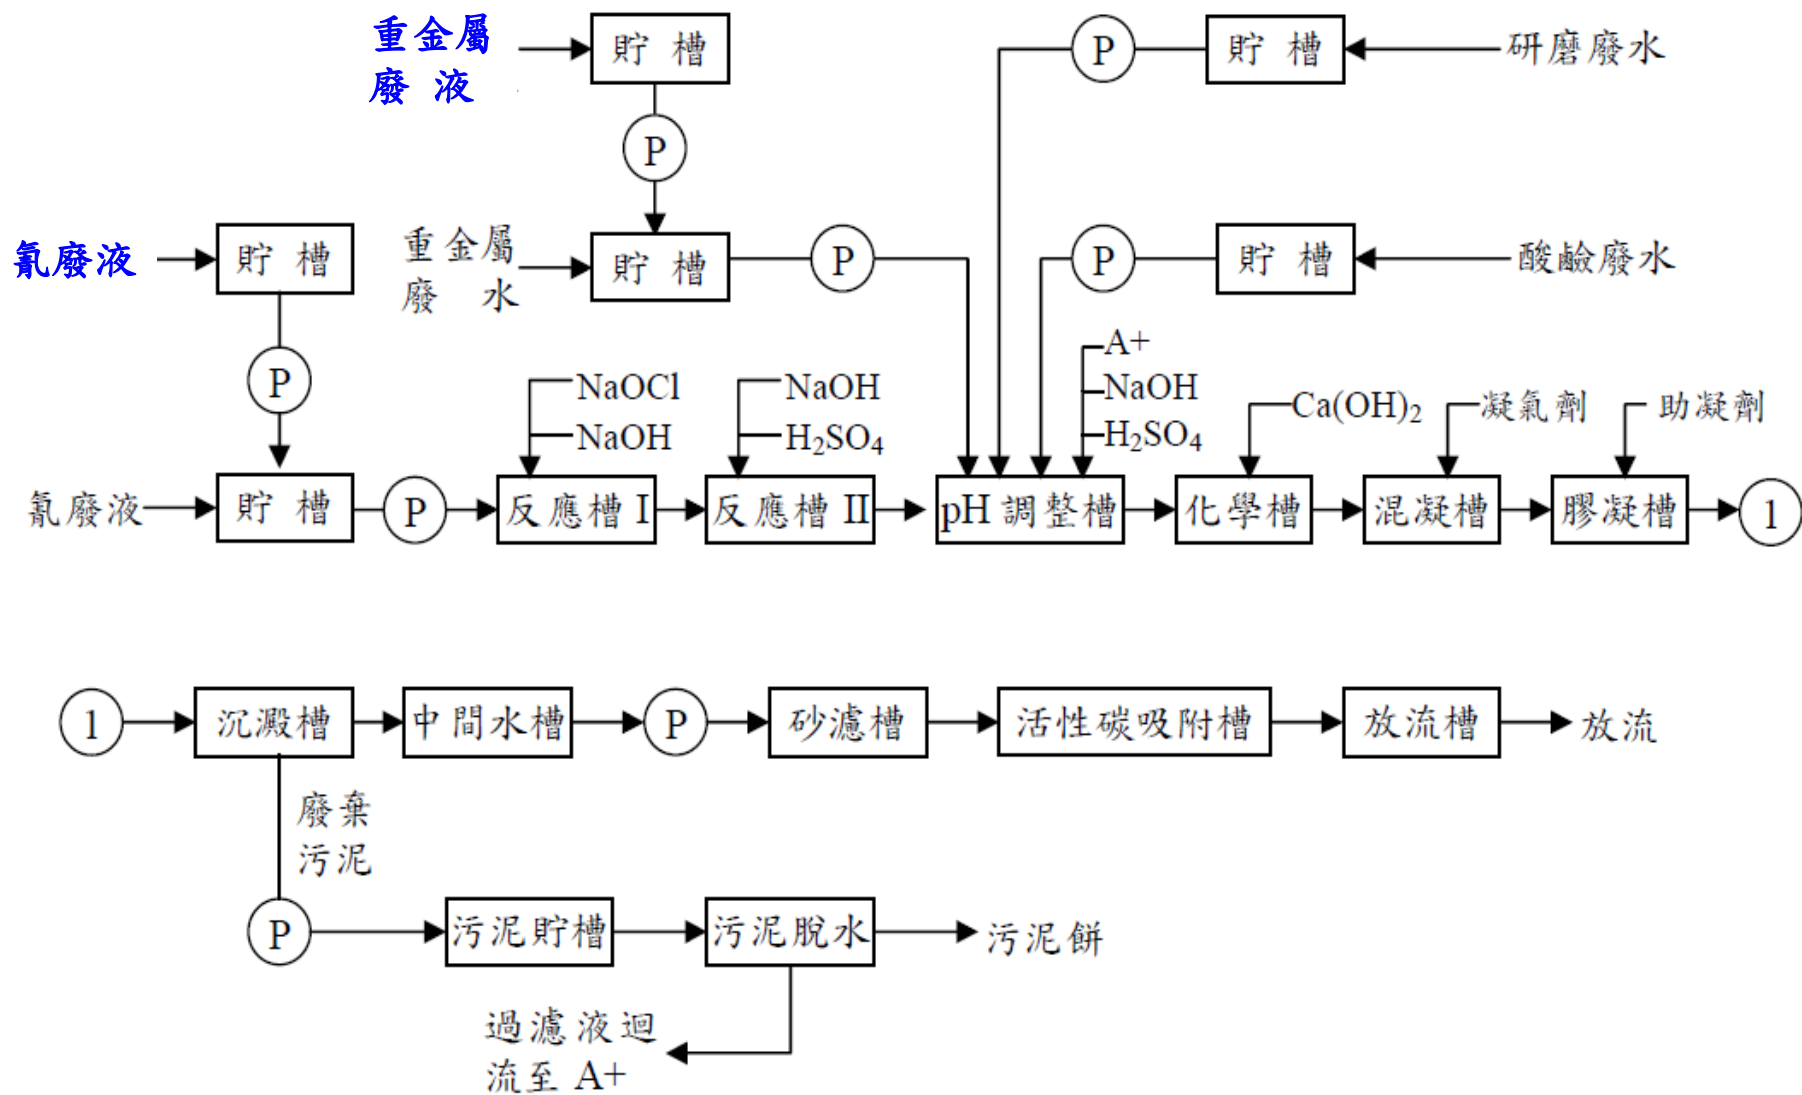 重金屬
廢 液
貯 槽
P
貯 槽
研磨廢水
P
氰廢液
貯 槽
重金屬
廢 水
貯 槽
P
P
貯 槽
酸鹼廢水
P
NaOCl
NaOH
NaOH
H₂SO₄
A+
NaOH
H₂SO₄
Ca(OH)₂
凝氣劑
助凝劑
氰廢液
貯 槽
P
反應槽 I
反應槽 II
pH 調整槽
化學槽
混凝槽
膠凝槽
1
1
沉澱槽
中間水槽
P
砂濾槽
活性碳吸附槽
放流槽
放流
廢棄
污泥
P
污泥貯槽
污泥脫水
污泥餅
過濾液迴
流至 A+